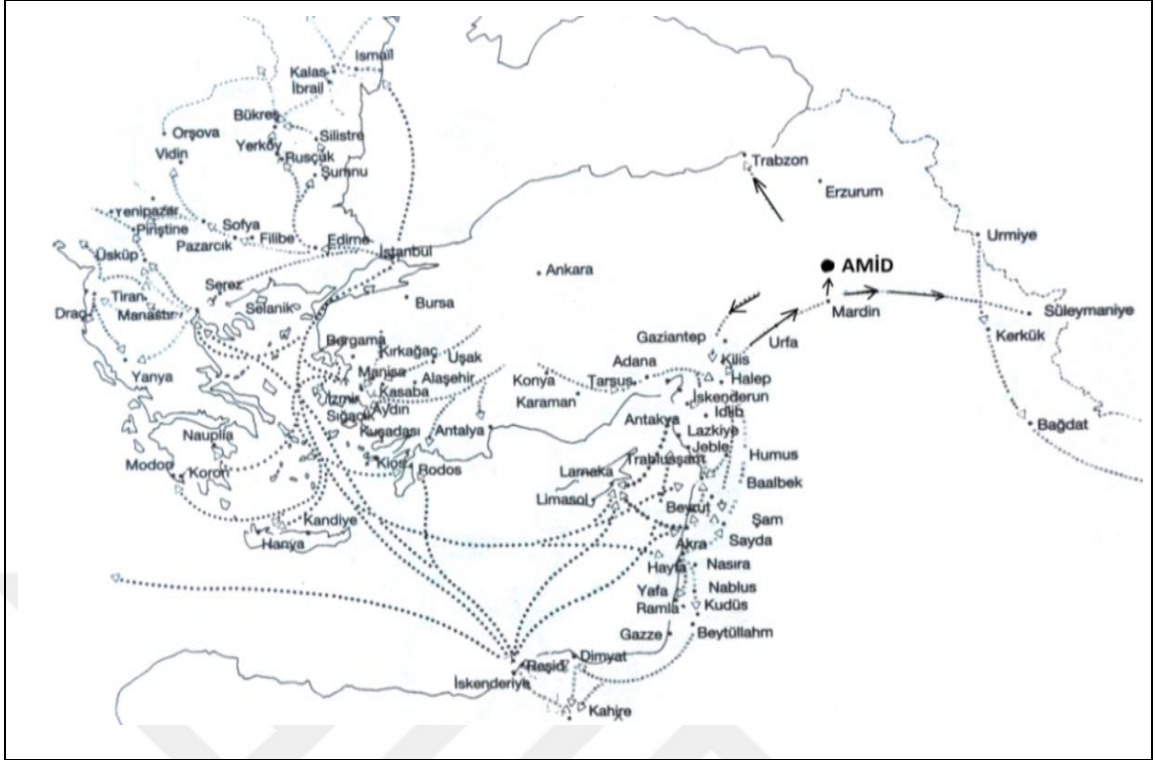 Ismail
Kalas
İbrail
Bükreş
Orşova
Silistre
Yerköy
Vidin
Rusçuk
Şumnu
Trabzon
Erzurum
Yenipazar
Piriştine
Sofya
Pazarcık
Filibe
Edirne
İstanbul
Urmiye
Üsküp
AMİD
Ankara
Serez
Tiran
Draç
Manastır
Selanik
Bursa
Mardin
Süleymaniye
Kerkük
Gaziantep
Urfa
Bergama
Kırkağaç
Uşak
Kilis
Adana
Yanya
Manisa
Alaşehir
Konya
Tarsus
Halep
İzmir
Kasaba
Karaman
İskenderun
Sığacık
Aydın
Idlib
Antakya
Bağdat
Nauplia
Kuşadası
Antalya
Lazkiye
Jeble
Humus
Modon
Koron
Kios
Rodos
Larnaka
Trablusşam
Baalbek
Limasol
Beyrut
Kandiye
Şam
Hanya
Akra
Sayda
Hayfa
Nasıra
Yafa
Nablus
Ramla
Kudüs
Gazze
Beytüllahm
Reşid
Dimyat
İskenderiye
Kahire